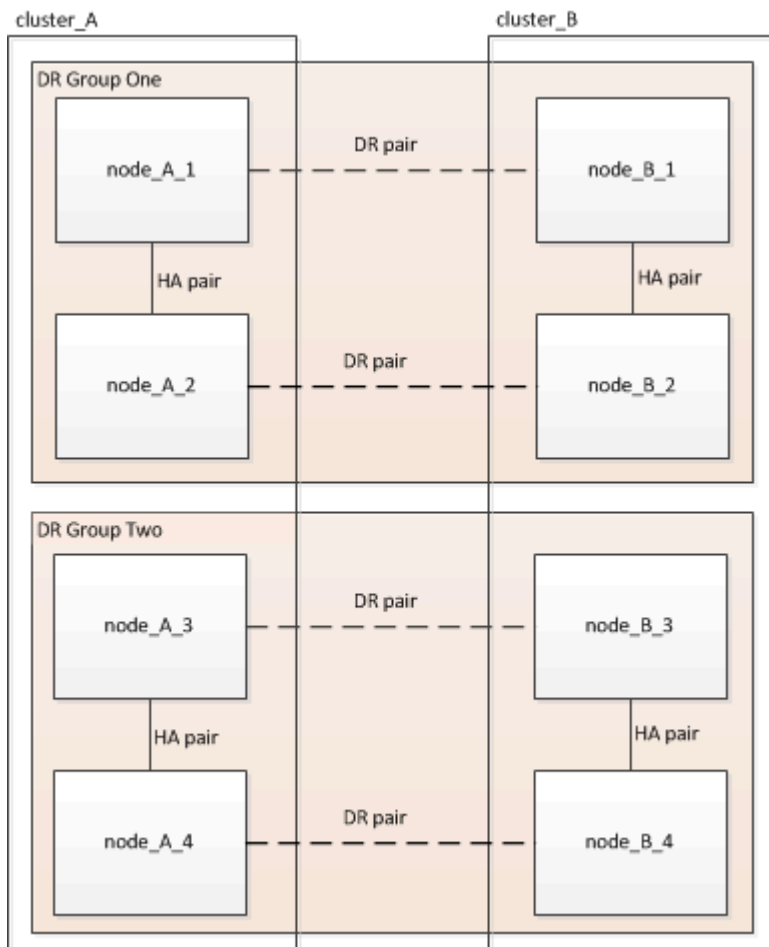 cluster_A
cluster_B
DR Group One
node_A_1
DR pair
node_B_1
HA pair
HA pair
node_A_2
DR pair
node_B_2
DR Group Two
node_A_3
DR pair
node_B_3
HA pair
HA pair
node_A_4
DR pair
node_B_4